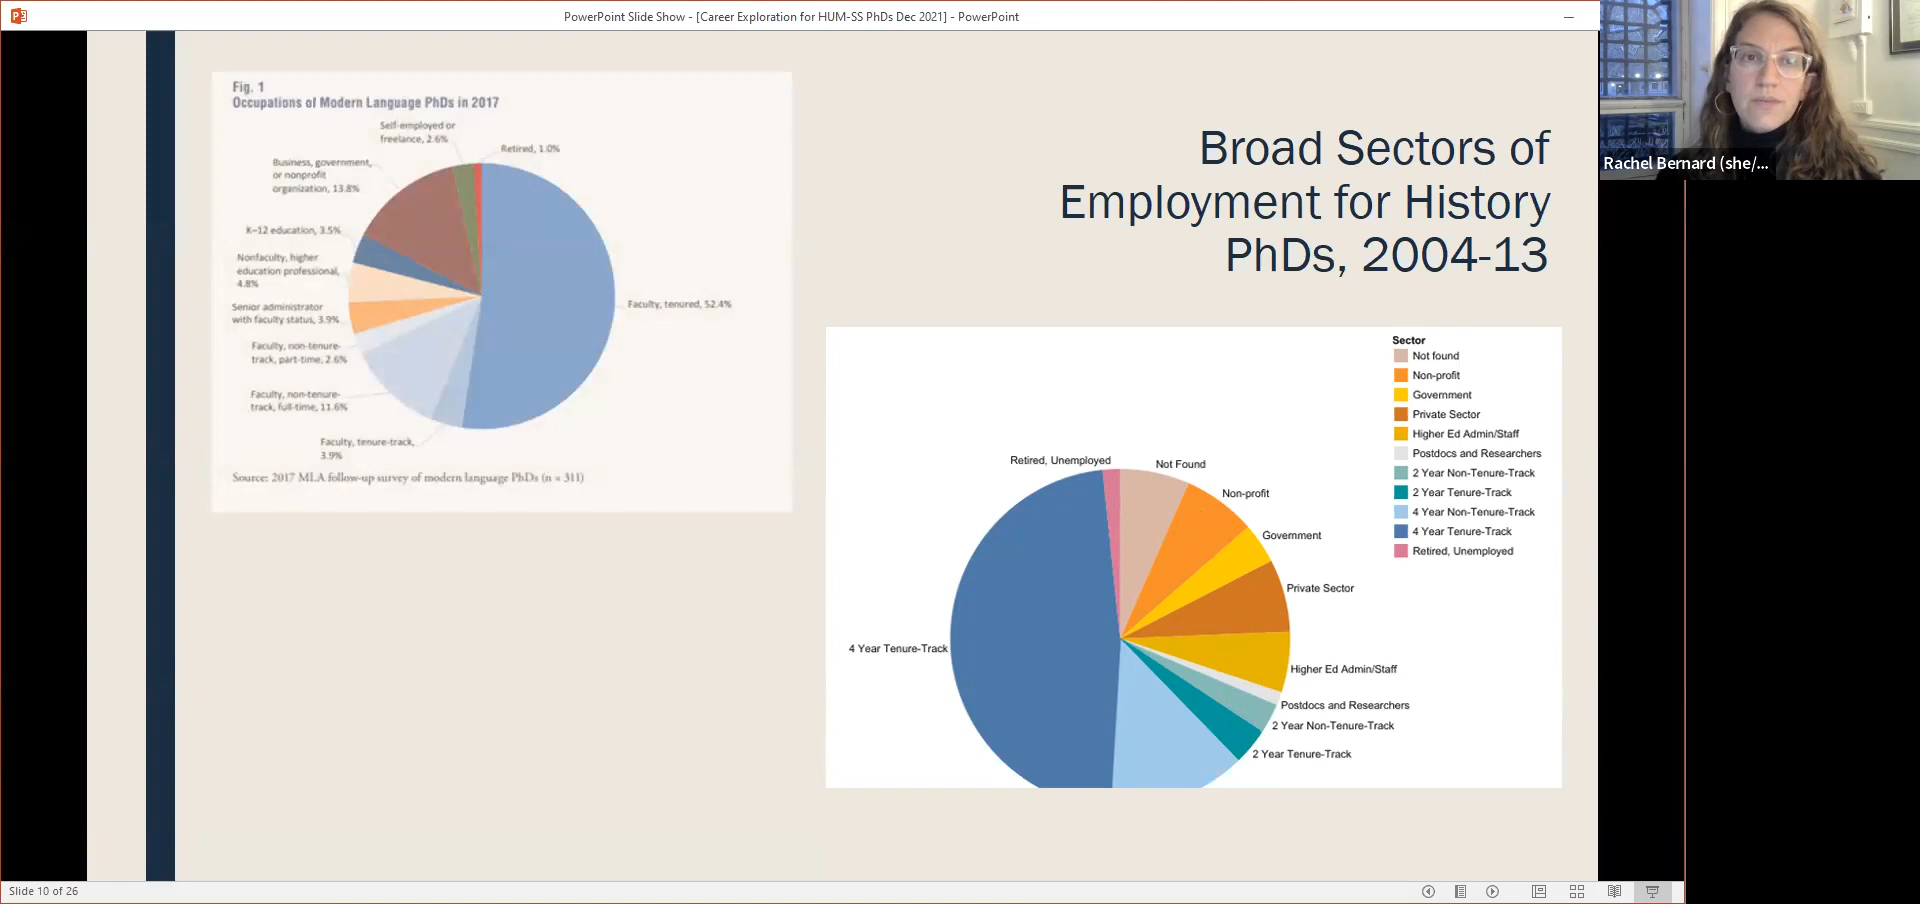 PowerPoint Slide Show - [Career Exploration for HUM-SS PhDs Dec 2021] - PowerPoint
Fig. 1
Occupations of Modern Language PhDs in 2017
Self-employed or
freelance, 2.6%
Retired, 1.0%
Business, government,
or nonprofit
organization, 13.8%
K–12 education, 3.5%
Nonfaculty, higher
education professional,
4.8%
Senior administrator
with faculty status, 3.9%
Faculty, non-tenure-
track, part-time, 2.6%
Faculty, non-tenure-
track, full-time, 11.6%
Faculty, tenure-track,
3.9%
Faculty, tenured, 52.4%
Source: 2017 MLA follow-up survey of modern language PhDs (n = 311)
Broad Sectors of
Employment for History
PhDs, 2004-13
Sector
Not found
Non-profit
Government
Private Sector
Higher Ed Admin/Staff
Postdocs and Researchers
2 Year Non-Tenure-Track
2 Year Tenure-Track
4 Year Non-Tenure-Track
4 Year Tenure-Track
Retired, Unemployed
Retired, Unemployed
Not Found
Non-profit
Government
Private Sector
Higher Ed Admin/Staff
Postdocs and Researchers
2 Year Non-Tenure-Track
2 Year Tenure-Track
4 Year Tenure-Track
Rachel Bernard (she/...
Slide 10 of 26